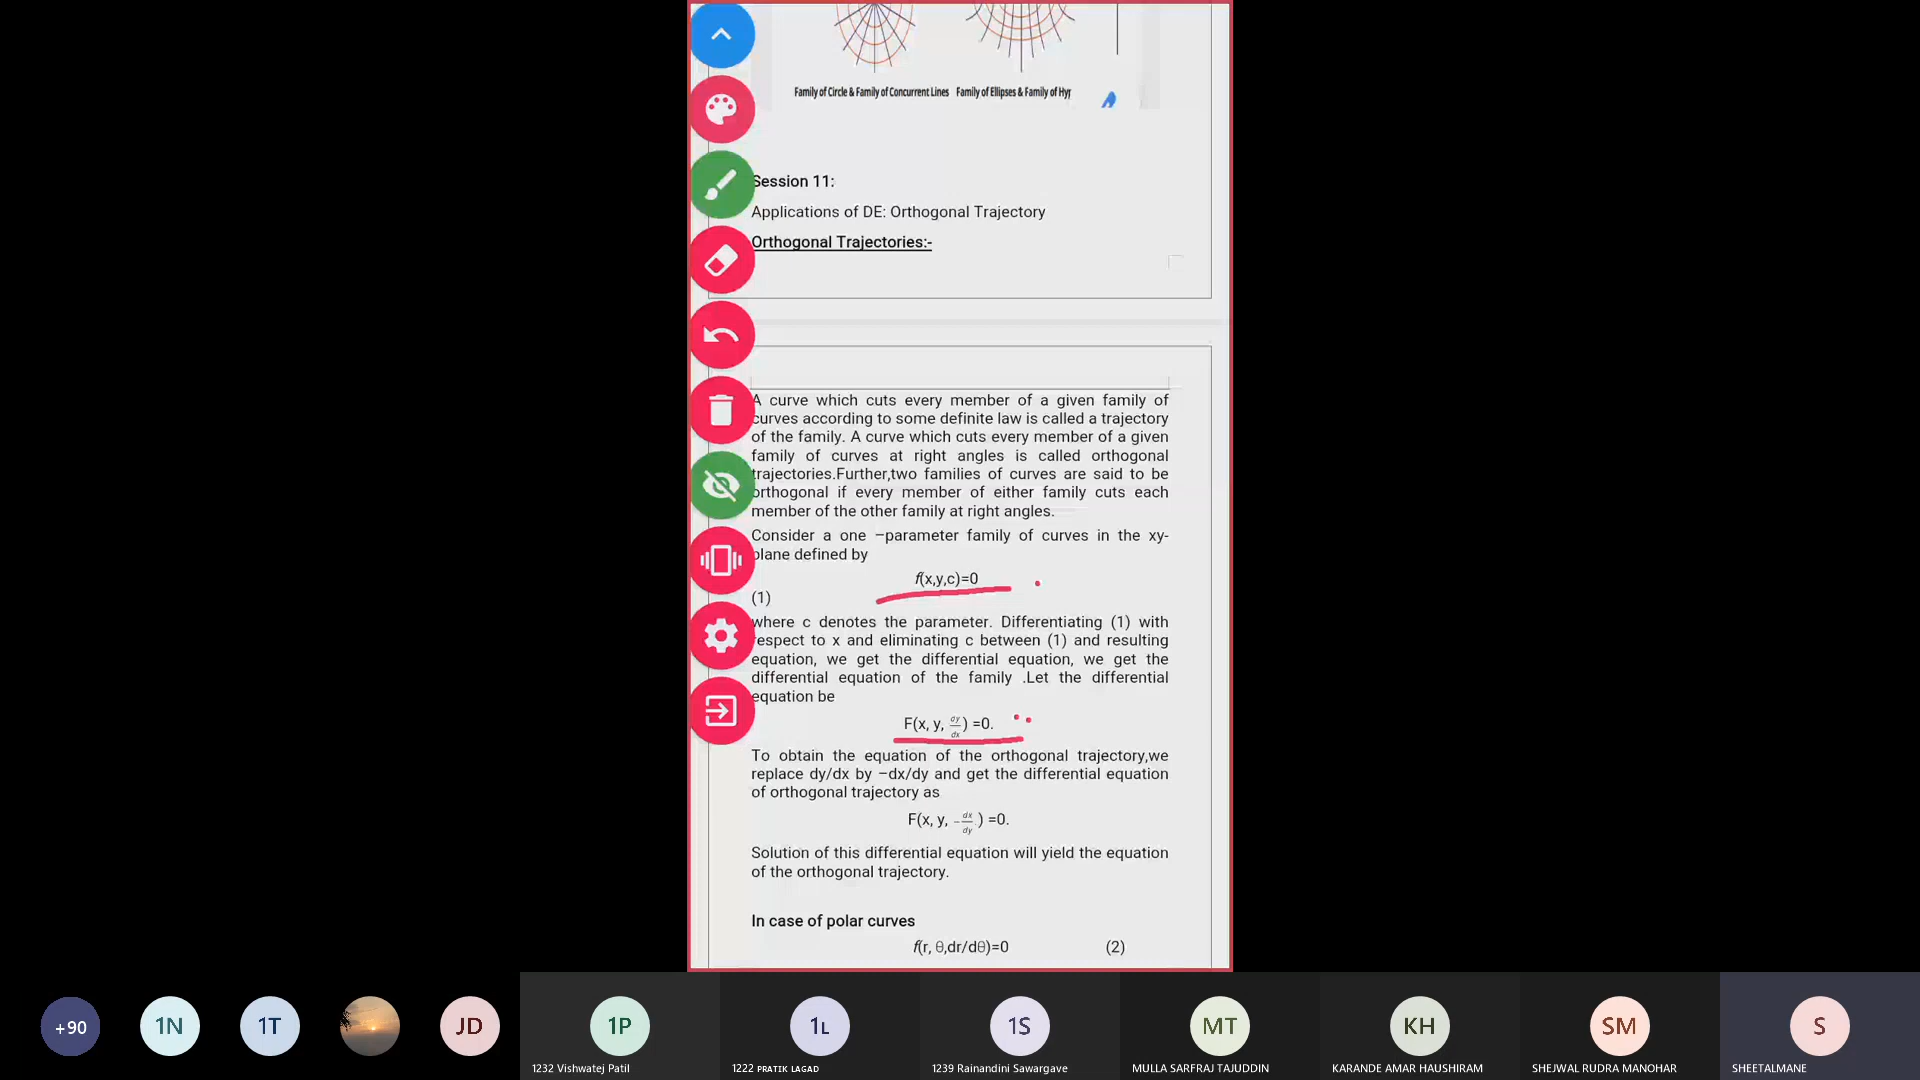 Family of Circle & Family of Concurrent Lines Family of Ellipses & Family of Hyp
Session 11:
Applications of DE: Orthogonal Trajectory
Orthogonal Trajectories:-
A curve which cuts every member of a given family of
curves according to some definite law is called a trajectory
of the family. A curve which cuts every member of a given
family of curves at right angles is called orthogonal
trajectories.Further,two families of curves are said to be
orthogonal if every member of either family cuts each
member of the other family at right angles.
Consider a one –parameter family of curves in the xy-
plane defined by
f(x,y,c)=0
(1)
where c denotes the parameter. Differentiating (1) with
respect to x and eliminating c between (1) and resulting
equation, we get the differential equation, we get the
differential equation of the family .Let the differential
equation be
F(x, y, dy/dx) =0.
To obtain the equation of the orthogonal trajectory,we
replace dy/dx by –dx/dy and get the differential equation
of orthogonal trajectory as
F(x, y, -dx/dy) =0.
Solution of this differential equation will yield the equation
of the orthogonal trajectory.
In case of polar curves
f(r, θ,dr/dθ)=0 (2)
+90 1N 1T JD 1P 1L 1S MT KH SM S
1232 Vishwatej Patil 1222 PRATIK LAGAD 1239 Rainandini Sawargave MULLA SARFRAJ TAJUDDIN KARANDE AMAR HAUSHIRAM SHEJWAL RUDRA MANOHAR SHEETALMANE